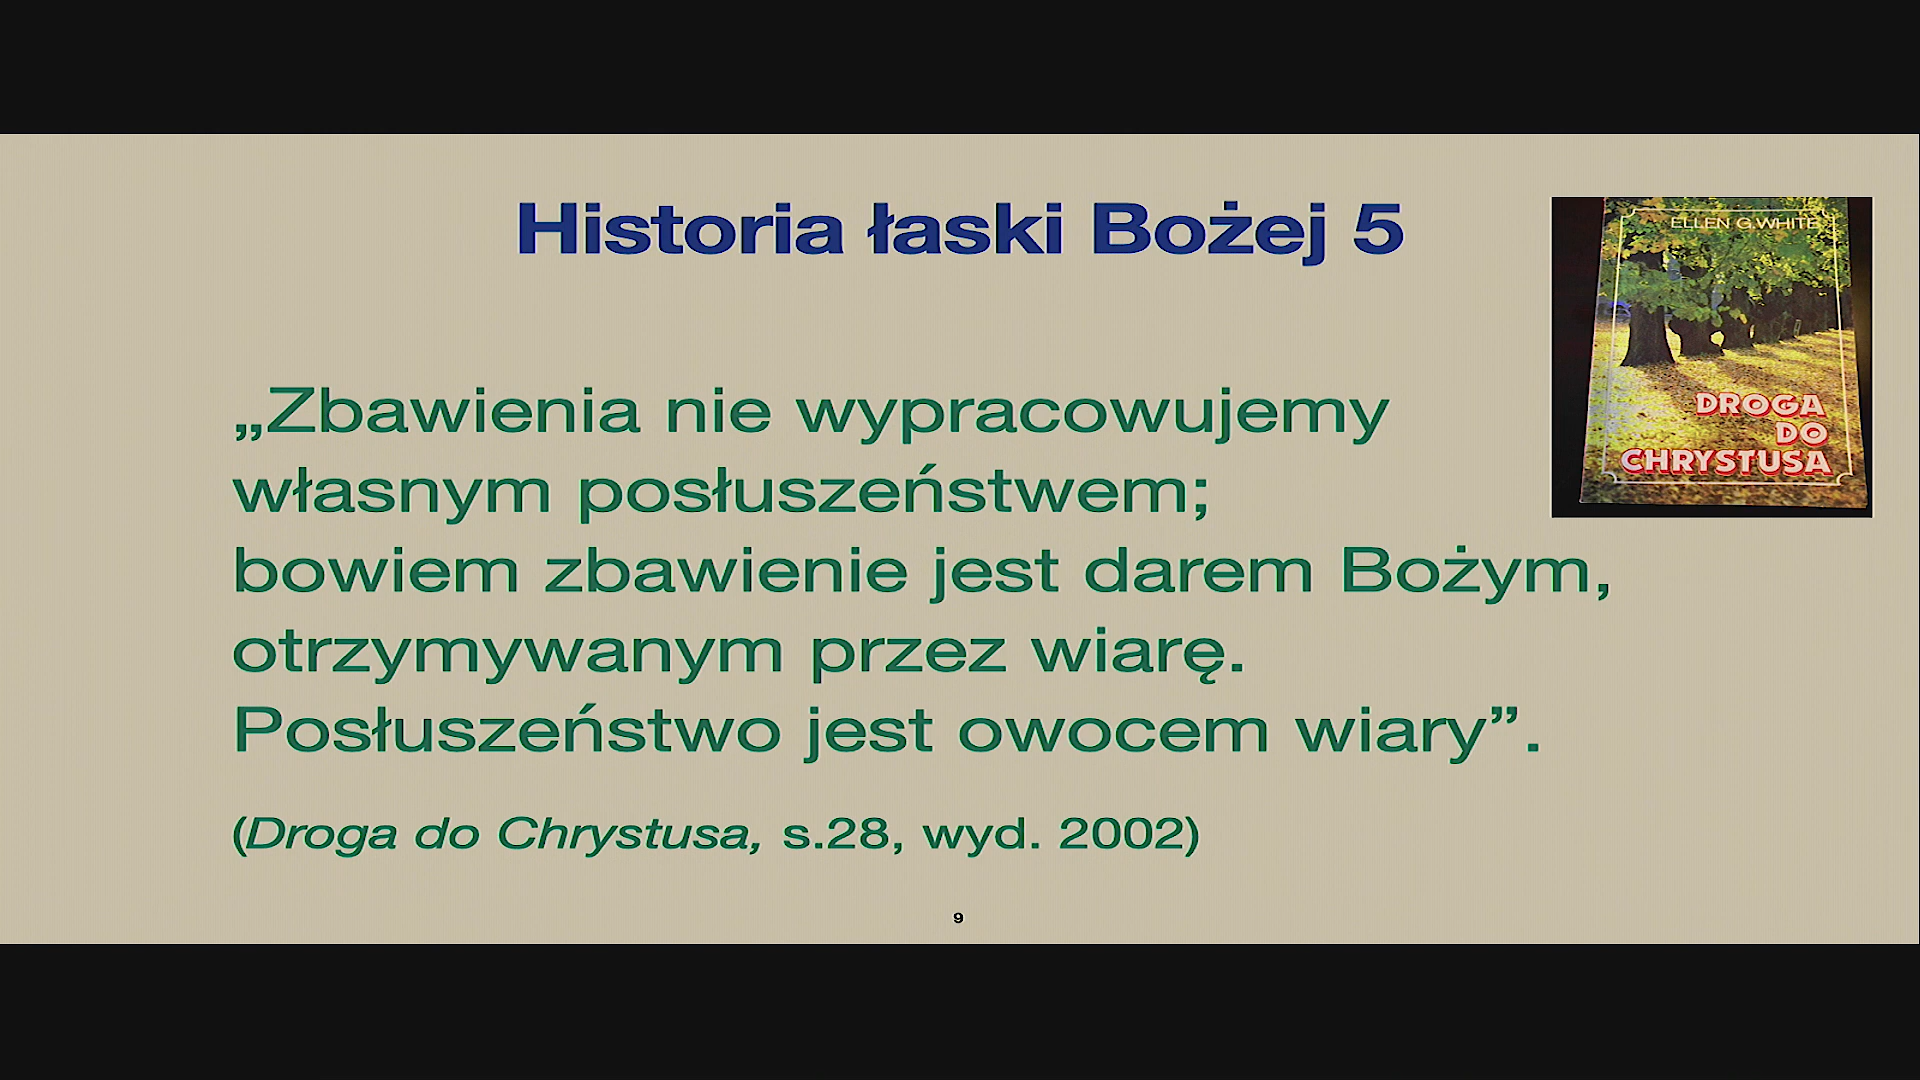 Historia łaski Bożej 5
ELLEN G. WHITE
DROGA
DO
CHRYSTUSA
„Zbawienia nie wypracowujemy
własnym posłuszeństwem;
bowiem zbawienie jest darem Bożym,
otrzymywanym przez wiarę.
Posłuszeństwo jest owocem wiary”.
(Droga do Chrystusa, s.28, wyd. 2002)
9